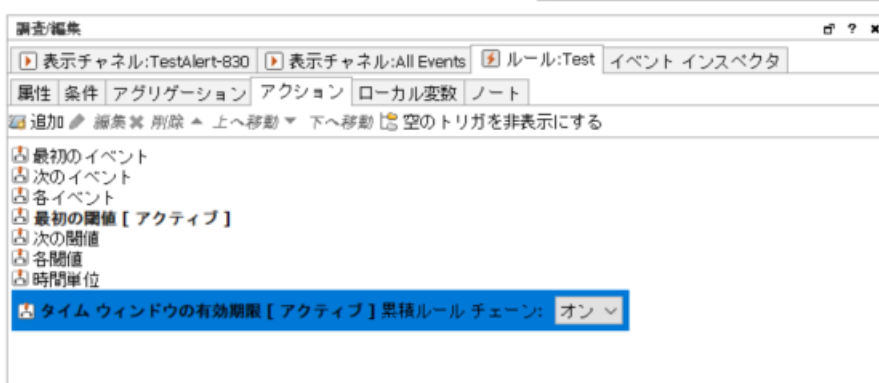 調査/編集
表示チャネル:TestAlert-830 表示チャネル:All Events ルール:Test イベント インスペクタ
属性 条件 アグリゲーション アクション ローカル変数 ノート
追加 編集 削除 上へ移動 下へ移動 空のトリガを非表示にする
最初のイベント
次のイベント
各イベント
最初の閾値 [ アクティブ ]
次の閾値
各閾値
時間単位
タイム ウィンドウの有効期限 [ アクティブ ] 累積ルール チェーン: オン